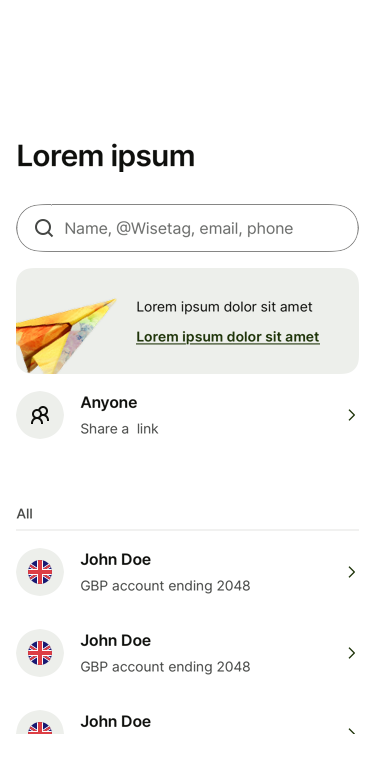 Lorem ipsum
Name, @Wisetag, email, phone
Lorem ipsum dolor sit amet
Lorem ipsum dolor sit amet
Anyone
Share a  link
All
John Doe
GBP account ending 2048
John Doe
GBP account ending 2048
John Doe